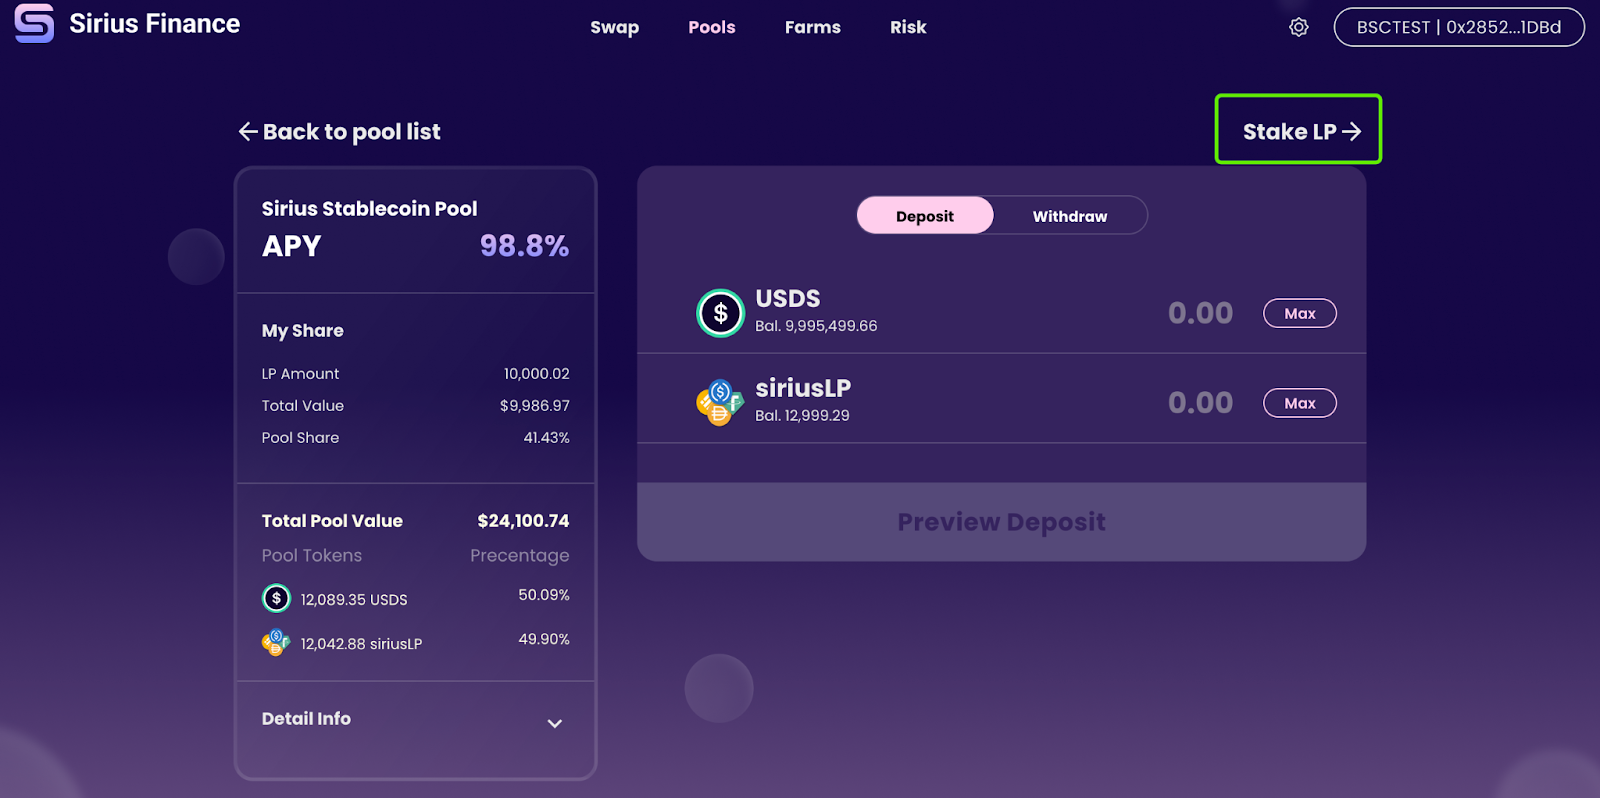 Sirius Finance
Swap
Pools
Farms
Risk
BSCTEST | 0x2852...1DBd
←Back to pool list
Stake LP→
Sirius Stablecoin Pool
APY 98.8%
My Share
LP Amount 10,000.02
Total Value $9,986.97
Pool Share 41.43%
Total Pool Value $24,100.74
Pool Tokens Precentage
$ 12,089.35 USDS 50.09%
12,042.88 siriusLP 49.90%
Detail Info
Deposit
Withdraw
$ USDS
Bal. 9,995,499.66
0.00
Max
siriusLP
Bal. 12,999.29
0.00
Max
Preview Deposit